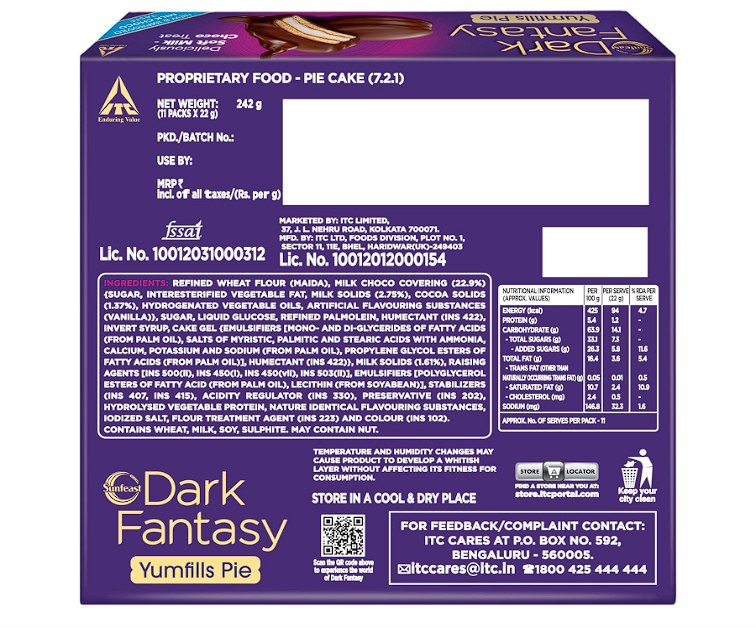 NEW & IMPROVED
MILK CHOCO
Deliciously
Soft Milk -
Choco Treat
Sunfeast
Dark
Fantasy
Yumfills Pie
ITC
Enduring Value
PROPRIETARY FOOD - PIE CAKE (7.2.1)
NET WEIGHT: 242 g
(11 PACKS X 22 g)
PKD./BATCH No.:
USE BY:
MRP ₹
incl. of all taxes/(Rs. per g)
fssai
Lic. No. 10012031000312
MARKETED BY: ITC LIMITED,
37, J. L. NEHRU ROAD, KOLKATA 700071.
MFD. BY: ITC LTD, FOODS DIVISION, PLOT NO. 1,
SECTOR 11, IIE, BHEL, HARIDWAR(UK)-249403
Lic. No. 10012012000154
INGREDIENTS: REFINED WHEAT FLOUR (MAIDA), MILK CHOCO COVERING (22.9%)
{SUGAR, INTERESTERIFIED VEGETABLE FAT, MILK SOLIDS (2.75%), COCOA SOLIDS
(1.37%), HYDROGENATED VEGETABLE OILS, ARTIFICIAL FLAVOURING SUBSTANCES
(VANILLA)}, SUGAR, LIQUID GLUCOSE, REFINED PALMOLEIN, HUMECTANT (INS 422),
INVERT SYRUP, CAKE GEL {EMULSIFIERS [MONO- AND DI-GLYCERIDES OF FATTY ACIDS
(FROM PALM OIL), SALTS OF MYRISTIC, PALMITIC AND STEARIC ACIDS WITH AMMONIA,
CALCIUM, POTASSIUM AND SODIUM (FROM PALM OIL), PROPYLENE GLYCOL ESTERS OF
FATTY ACIDS (FROM PALM OIL)], HUMECTANT (INS 422)}, MILK SOLIDS (1.61%), RAISING
AGENTS [INS 500(II), INS 450(I), INS 450(vII), INS 503(II)], EMULSIFIERS [POLYGLYCEROL
ESTERS OF FATTY ACID (FROM PALM OIL), LECITHIN (FROM SOYABEAN)], STABILIZERS
(INS 407, INS 415), ACIDITY REGULATOR (INS 330), PRESERVATIVE (INS 202),
HYDROLYSED VEGETABLE PROTEIN, NATURE IDENTICAL FLAVOURING SUBSTANCES,
IODIZED SALT, FLOUR TREATMENT AGENT (INS 223) AND COLOUR (INS 102).
CONTAINS WHEAT, MILK, SOY, SULPHITE. MAY CONTAIN NUT.
NUTRITIONAL INFORMATION (APPROX. VALUES) PER 100 g PER SERVE (22 g) % RDA PER SERVE
ENERGY (kcal) 425 94 4.7
PROTEIN (g) 5.4 1.2 -
CARBOHYDRATE (g) 63.9 14.1 -
- TOTAL SUGARS (g) 33.1 7.3 -
- ADDED SUGARS (g) 26.3 5.8 11.6
TOTAL FAT (g) 16.4 3.6 5.4
- TRANS FAT (OTHER THAN
NATURALLY OCCURRING TRANS FAT) (g) 0.05 0.01 0.5
- SATURATED FAT (g) 10.7 2.4 10.9
- CHOLESTEROL (mg) 2.4 0.5 -
SODIUM (mg) 146.8 32.3 1.6
APPROX. No. OF SERVES PER PACK - 11
TEMPERATURE AND HUMIDITY CHANGES MAY
CAUSE PRODUCT TO DEVELOP A WHITISH
LAYER WITHOUT AFFECTING ITS FITNESS FOR
CONSUMPTION.
STORE IN A COOL & DRY PLACE
STORE LOCATOR
FIND A STORE NEAR YOU AT:
store.itcportal.com
Keep your
city clean
Sunfeast
Dark
Fantasy
Yumfills Pie
Scan the QR code above
to experience the world
of Dark Fantasy
FOR FEEDBACK/COMPLAINT CONTACT:
ITC CARES AT P.O. BOX NO. 592,
BENGALURU - 560005.
itccares@itc.in 1800 425 444 444